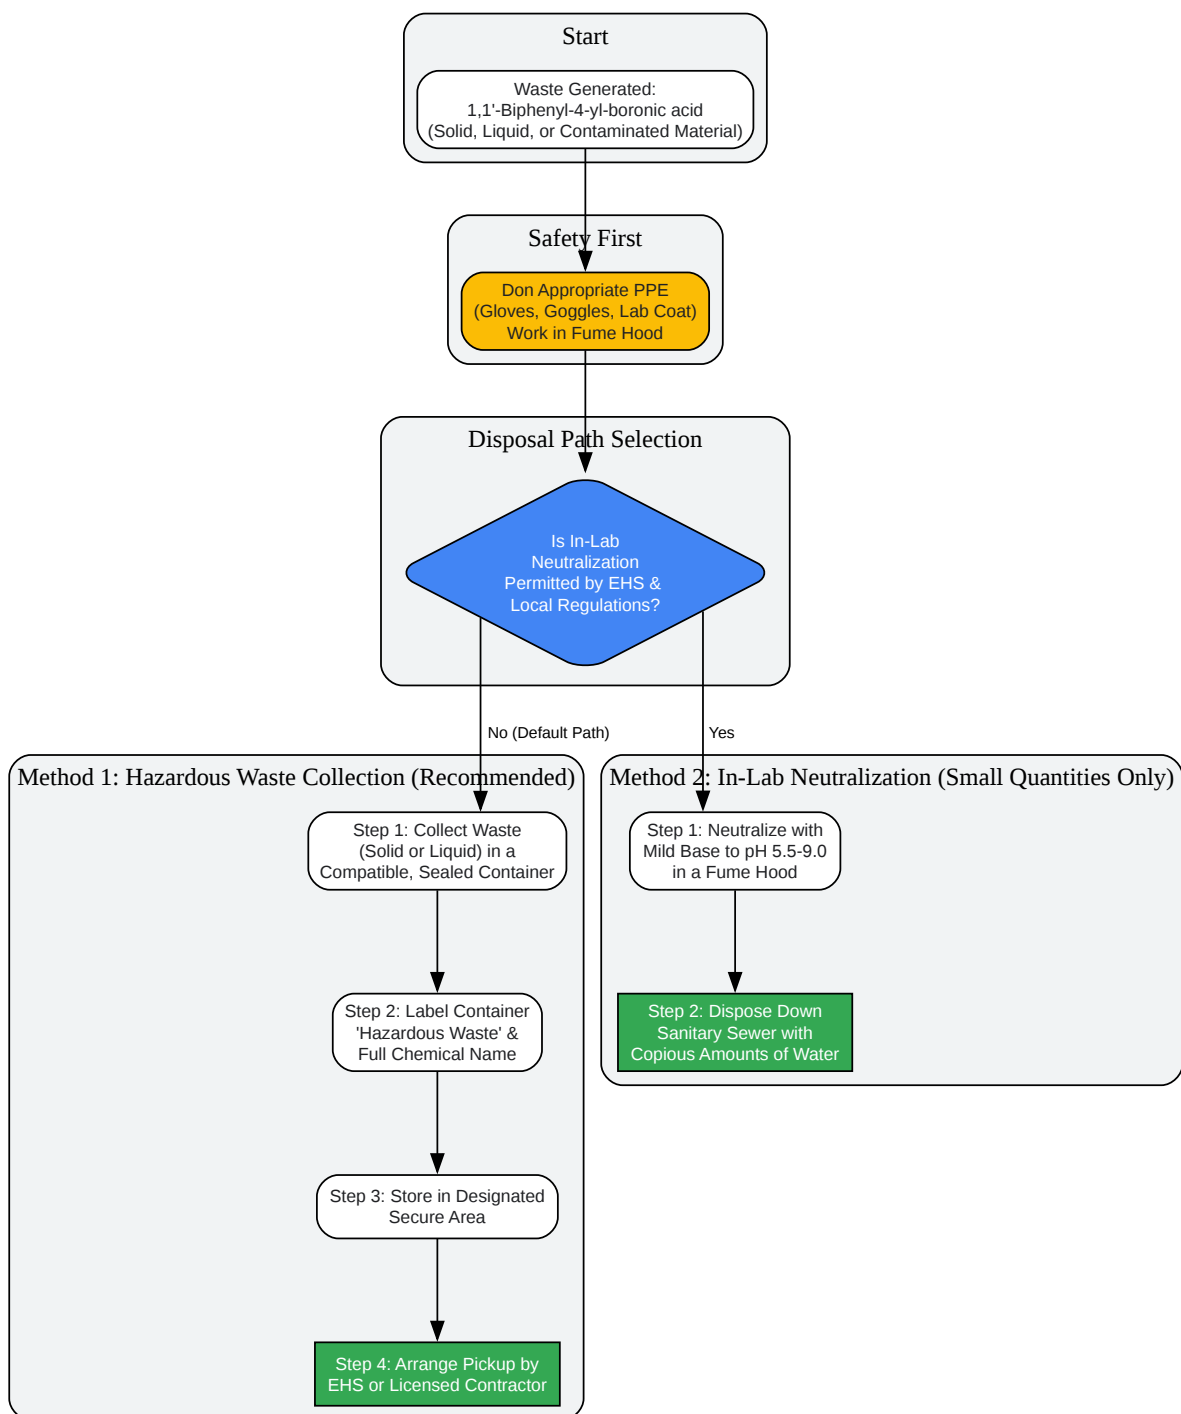 Start
Waste Generated:
1,1'-Biphenyl-4-yl-boronic acid
(Solid, Liquid, or Contaminated Material)
Safety First
Don Appropriate PPE
(Gloves, Goggles, Lab Coat)
Work in Fume Hood
Disposal Path Selection
Is In-Lab
Neutralization
Permitted by EHS &
Local Regulations?
No (Default Path)
Yes
Method 1: Hazardous Waste Collection (Recommended)
Step 1: Collect Waste
(Solid or Liquid) in a
Compatible, Sealed Container
Step 2: Label Container
'Hazardous Waste' &
Full Chemical Name
Step 3: Store in Designated
Secure Area
Step 4: Arrange Pickup by
EHS or Licensed Contractor
Method 2: In-Lab Neutralization (Small Quantities Only)
Step 1: Neutralize with
Mild Base to pH 5.5-9.0
in a Fume Hood
Step 2: Dispose Down
Sanitary Sewer with
Copious Amounts of Water